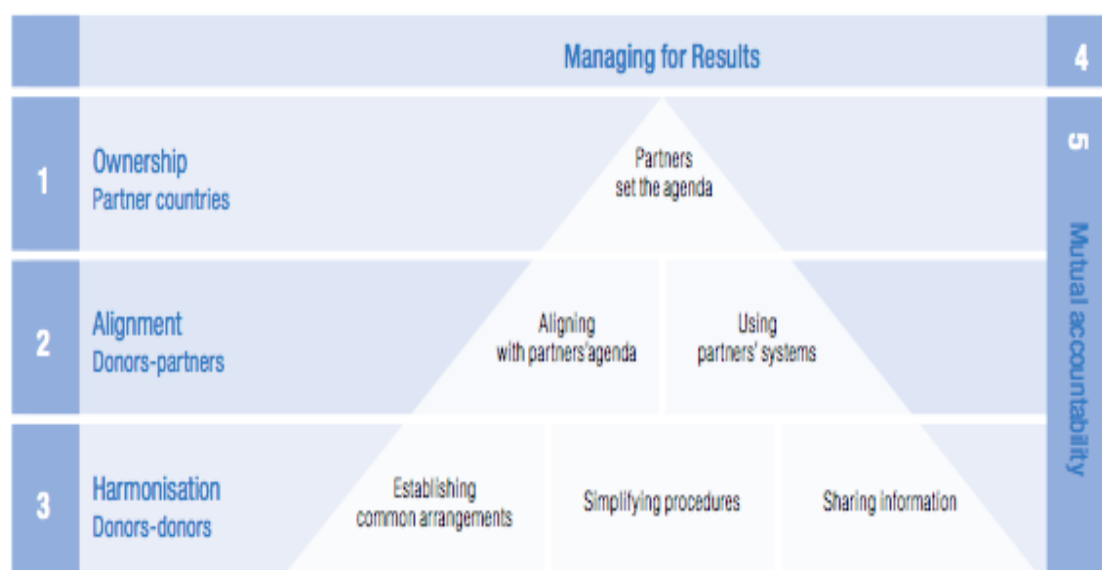 Managing for Results
4
1
Ownership
Partner countries
Partners
set the agenda
5
Mutual accountability
2
Alignment
Donors-partners
Aligning
with partners'agenda
Using
partners' systems
3
Harmonisation
Donors-donors
Establishing
common arrangements
Simplifying procedures
Sharing information